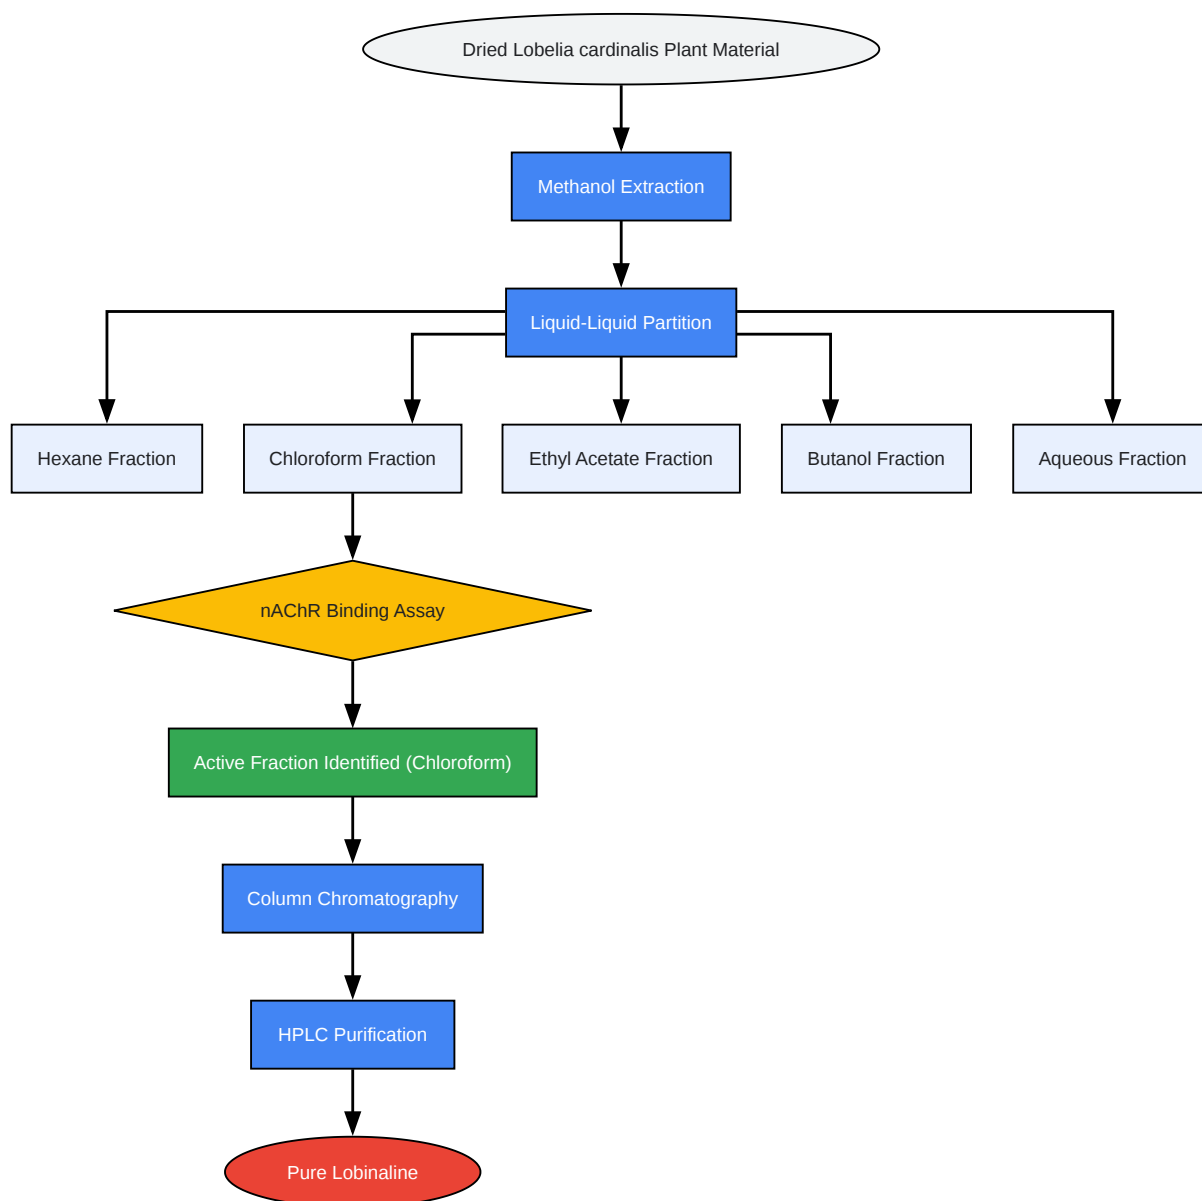 Dried Lobelia cardinalis Plant Material
Methanol Extraction
Liquid-Liquid Partition
Hexane Fraction
Chloroform Fraction
Ethyl Acetate Fraction
Butanol Fraction
Aqueous Fraction
nAChR Binding Assay
Active Fraction Identified (Chloroform)
Column Chromatography
HPLC Purification
Pure Lobinaline